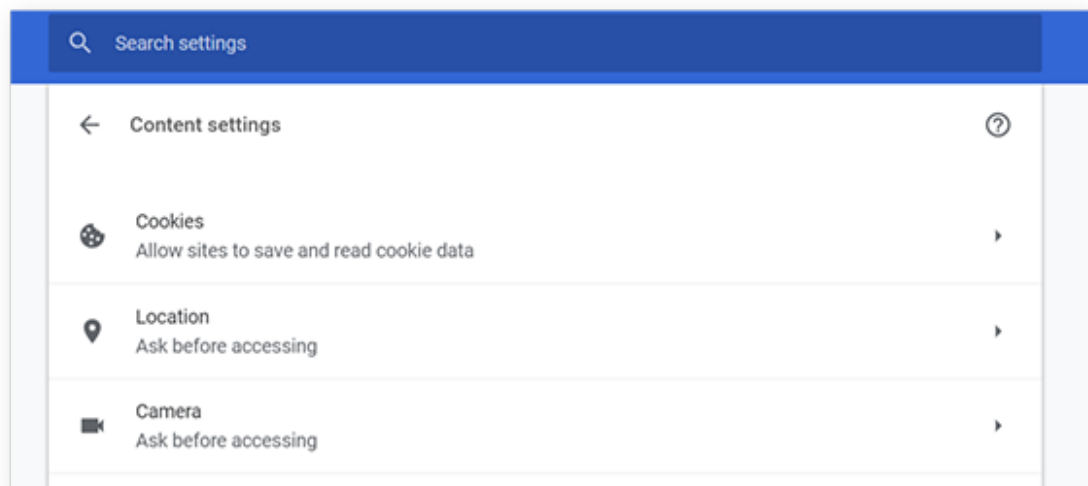 Search settings
Content settings
Cookies
Allow sites to save and read cookie data
Location
Ask before accessing
Camera
Ask before accessing